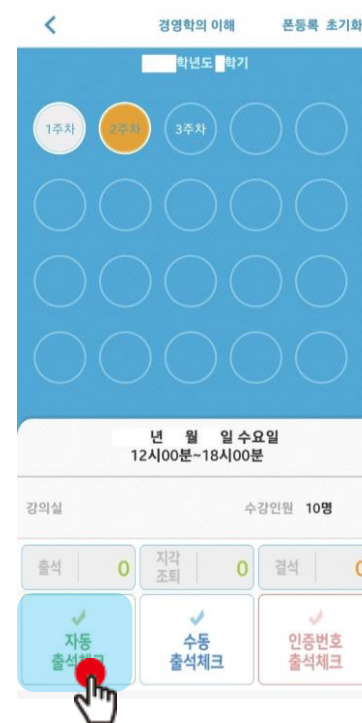 경영학의 이해 폰등록 초기화
학년도 학기
1주차 2주차 3주차
년 월 일 수요일
12시00분~18시00분
강의실 수강인원 10명
출석 0 지각 조퇴 0 결석 0
자동 출석체크
수동 출석체크
인증번호 출석체크